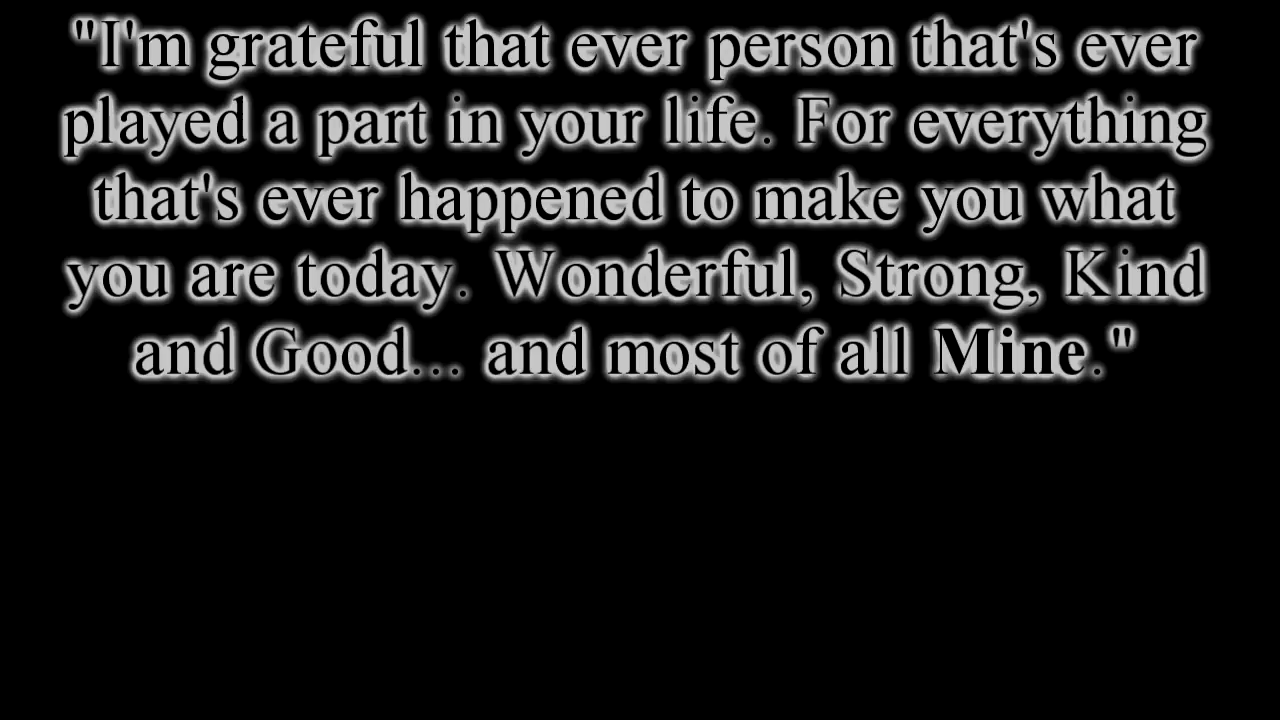 "I'm grateful that ever person that's ever
played a part in your life. For everything
that's ever happened to make you what
you are today. Wonderful, Strong, Kind
and Good... and most of all Mine."